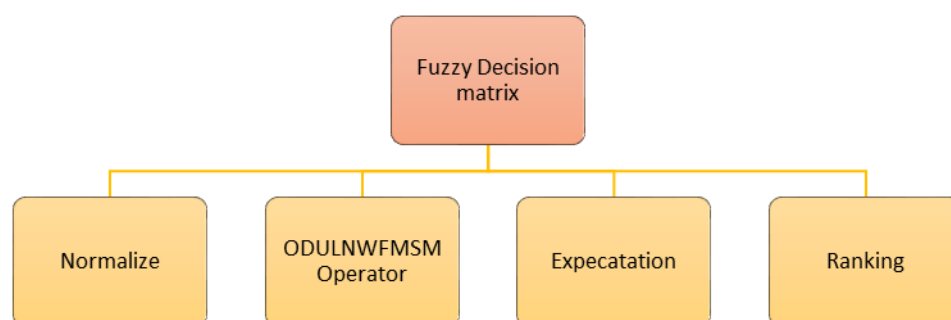 Fuzzy Decision
matrix
Normalize
ODULNWFMSM
Operator
Expecatation
Ranking